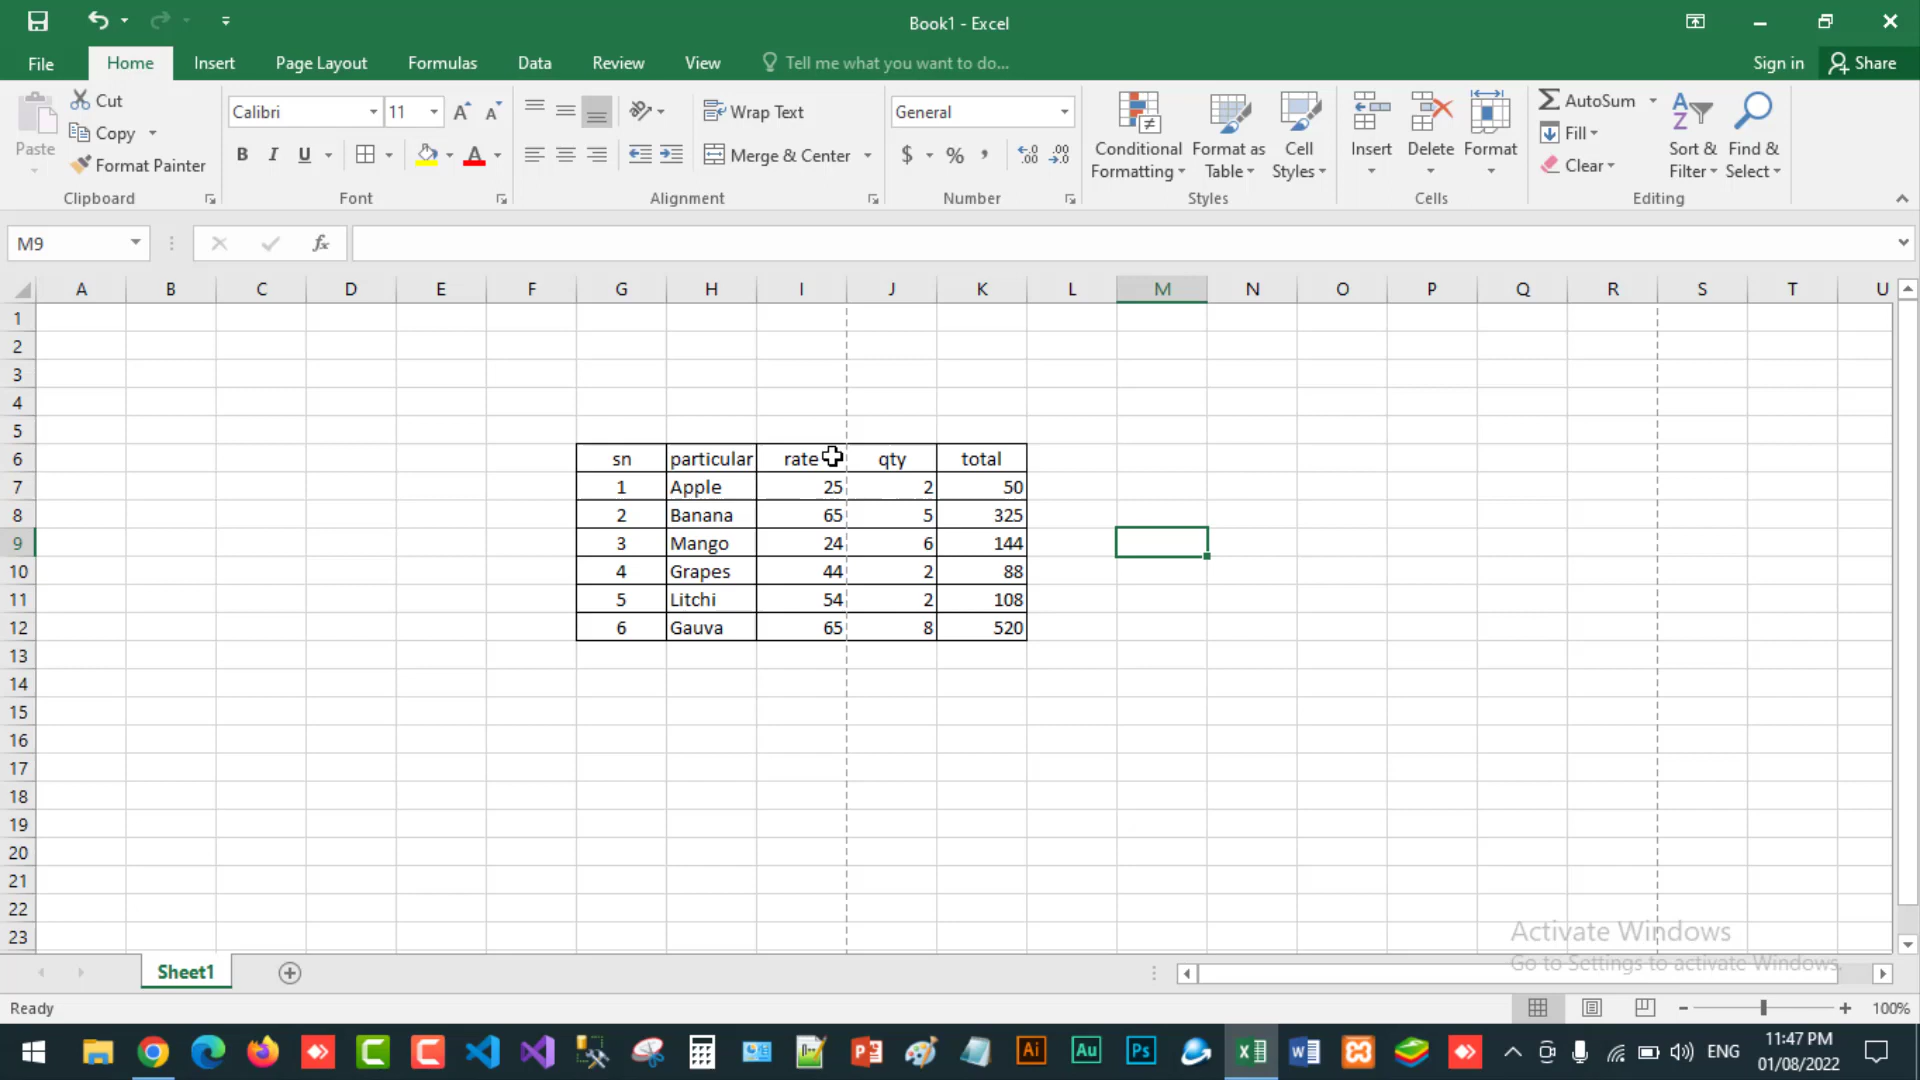 Book1 - Excel
File Home Insert Page Layout Formulas Data Review View Tell me what you want to do... Sign in Share
Cut
Copy
Format Painter
Paste
Clipboard
Calibri 11
B I U A
Font
Wrap Text
Merge & Center
Alignment
General
$ % ,
Number
Conditional Formatting
Format as Table
Cell Styles
Styles
Insert Delete Format
Cells
AutoSum
Fill
Clear
Sort & Filter
Find & Select
Editing
M9 fx
A B C D E F G H I J K L M N O P Q R S T U
1
2
3
4
5
6 sn particular rate qty total
7 1 Apple 25 2 50
8 2 Banana 65 5 325
9 3 Mango 24 6 144
10 4 Grapes 44 2 88
11 5 Litchi 54 2 108
12 6 Gauva 65 8 520
13
14
15
16
17
18
19
20
21
22
23
Activate Windows
Go to Settings to activate Windows.
Sheet1
Ready 100%
Ai Au Ps ENG 11:47 PM
01/08/2022